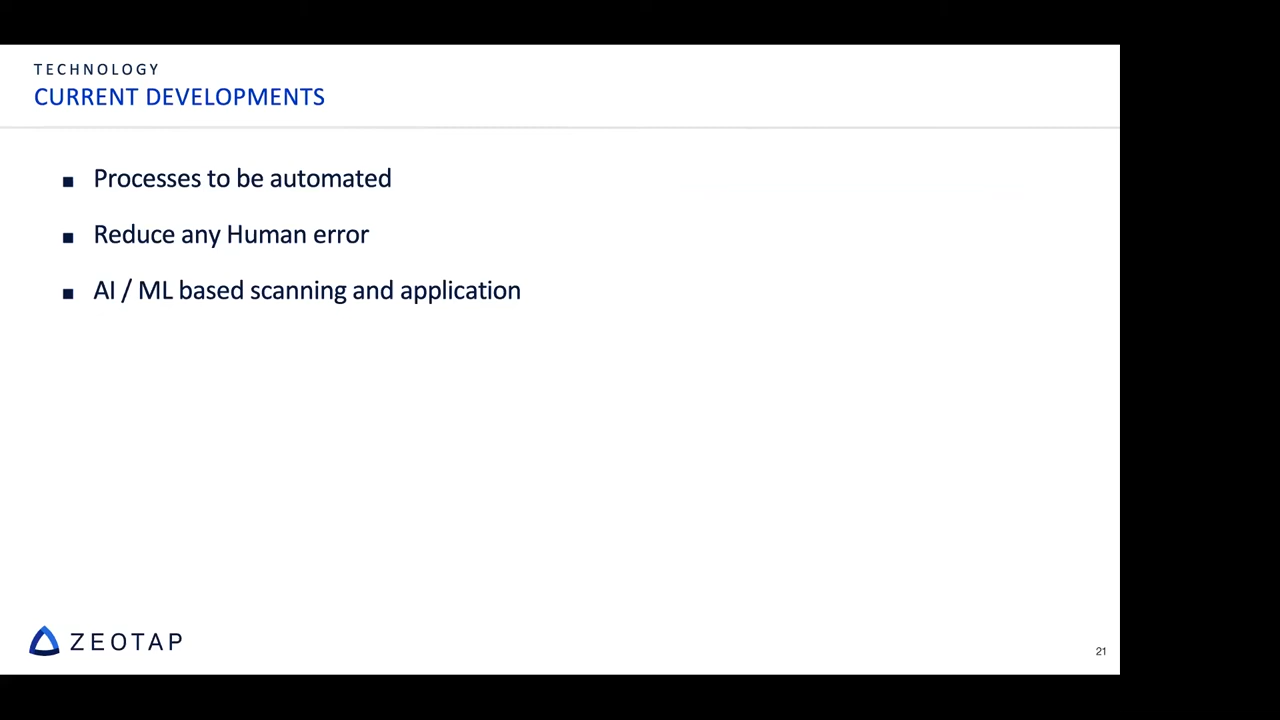 TECHNOLOGY
CURRENT DEVELOPMENTS
▪ Processes to be automated
▪ Reduce any Human error
▪ AI / ML based scanning and application
ZEOTAP
21